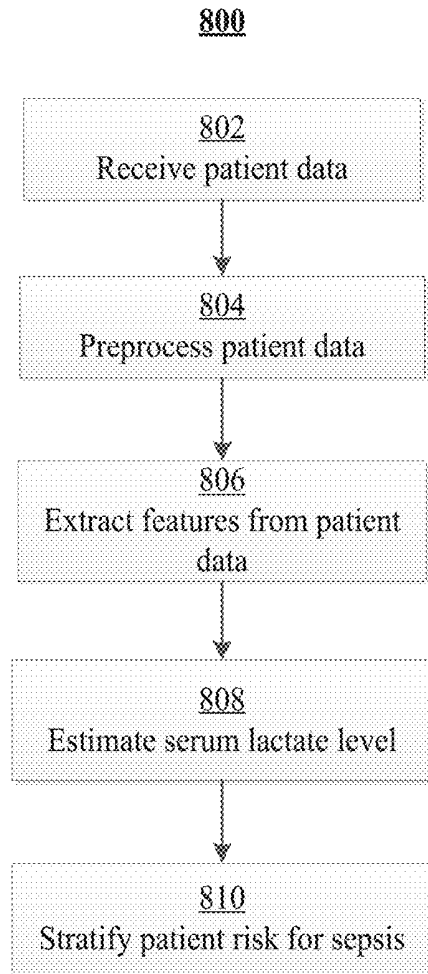 800
802
Receive patient data
804
Preprocess patient data
806
Extract features from patient
data
808
Estimate serum lactate level
810
Stratify patient risk for sepsis